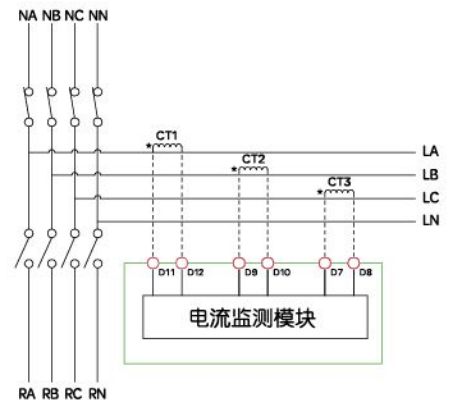 NA NB NC NN
CT1
*
LA
CT2
*
LB
CT3
*
LC
LN
D11 D12 D9 D10 D7 D8
电流监测模块
RA RB RC RN